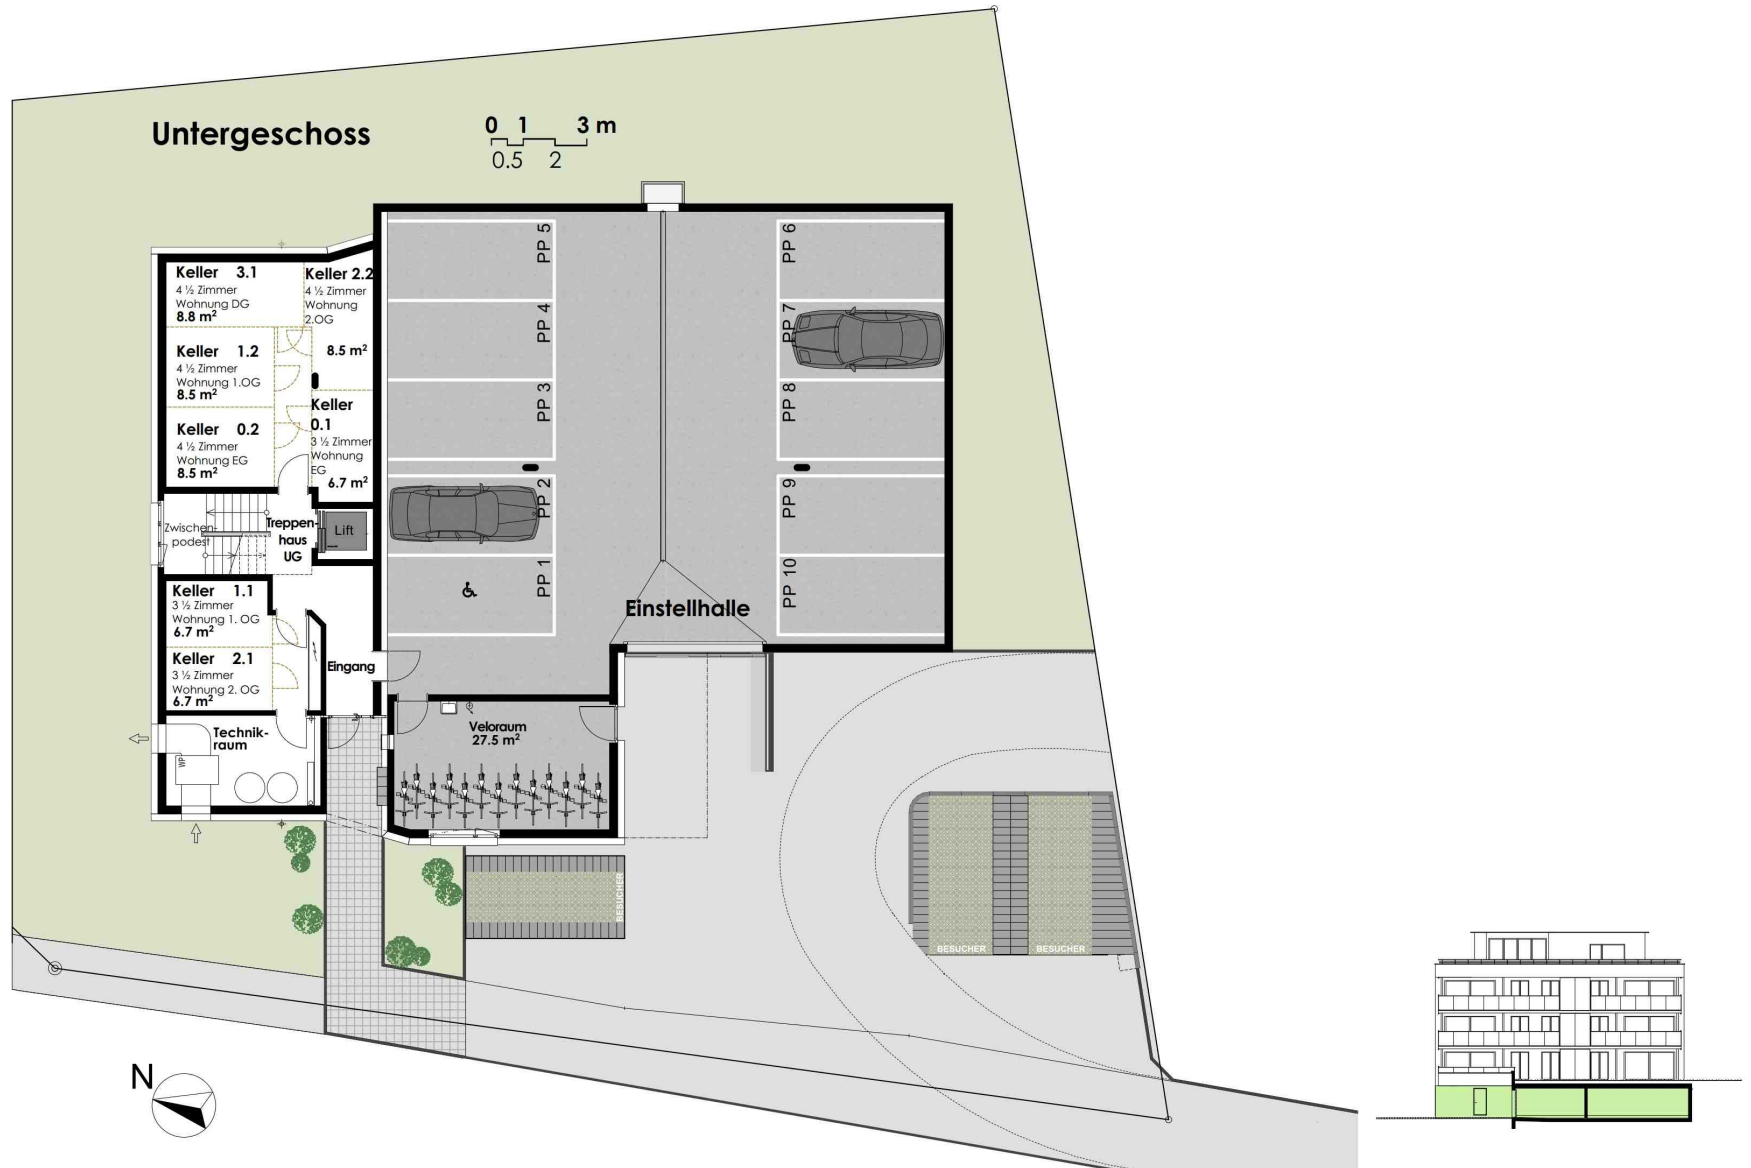 Untergeschoss
0 1 3 m
0.5 2
Keller 3.1
4 ½ Zimmer
Wohnung DG
8.8 m²
Keller 2.2
4 ½ Zimmer
Wohnung
2.OG
8.5 m²
Keller 1.2
4 ½ Zimmer
Wohnung 1.OG
8.5 m²
Keller 0.2
4 ½ Zimmer
Wohnung EG
8.5 m²
Keller
0.1
3 ½ Zimmer
Wohnung
EG
6.7 m²
Zwischen-
podest
Treppen-
haus
UG
Lift
Keller 1.1
3 ½ Zimmer
Wohnung 1. OG
6.7 m²
Keller 2.1
3 ½ Zimmer
Wohnung 2. OG
6.7 m²
Eingang
Technik-
raum
WP
PP 5
PP 4
PP 3
PP 2
PP 1
PP 6
PP 7
PP 8
PP 9
PP 10
Einstellhalle
Veloraum
27.5 m²
BESUCHER
BESUCHER
BESUCHER
N